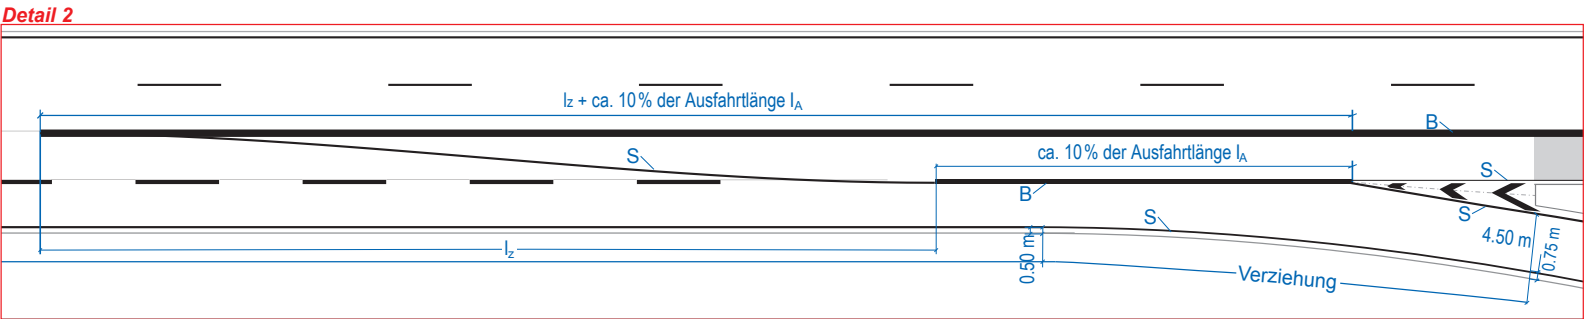 Detail 2
lz + ca. 10 % der Ausfahrtlänge lA
B
S
ca. 10 % der Ausfahrtlänge lA
S
B
S
S
lz
0.50 m
4.50 m
0.75 m
Verziehung